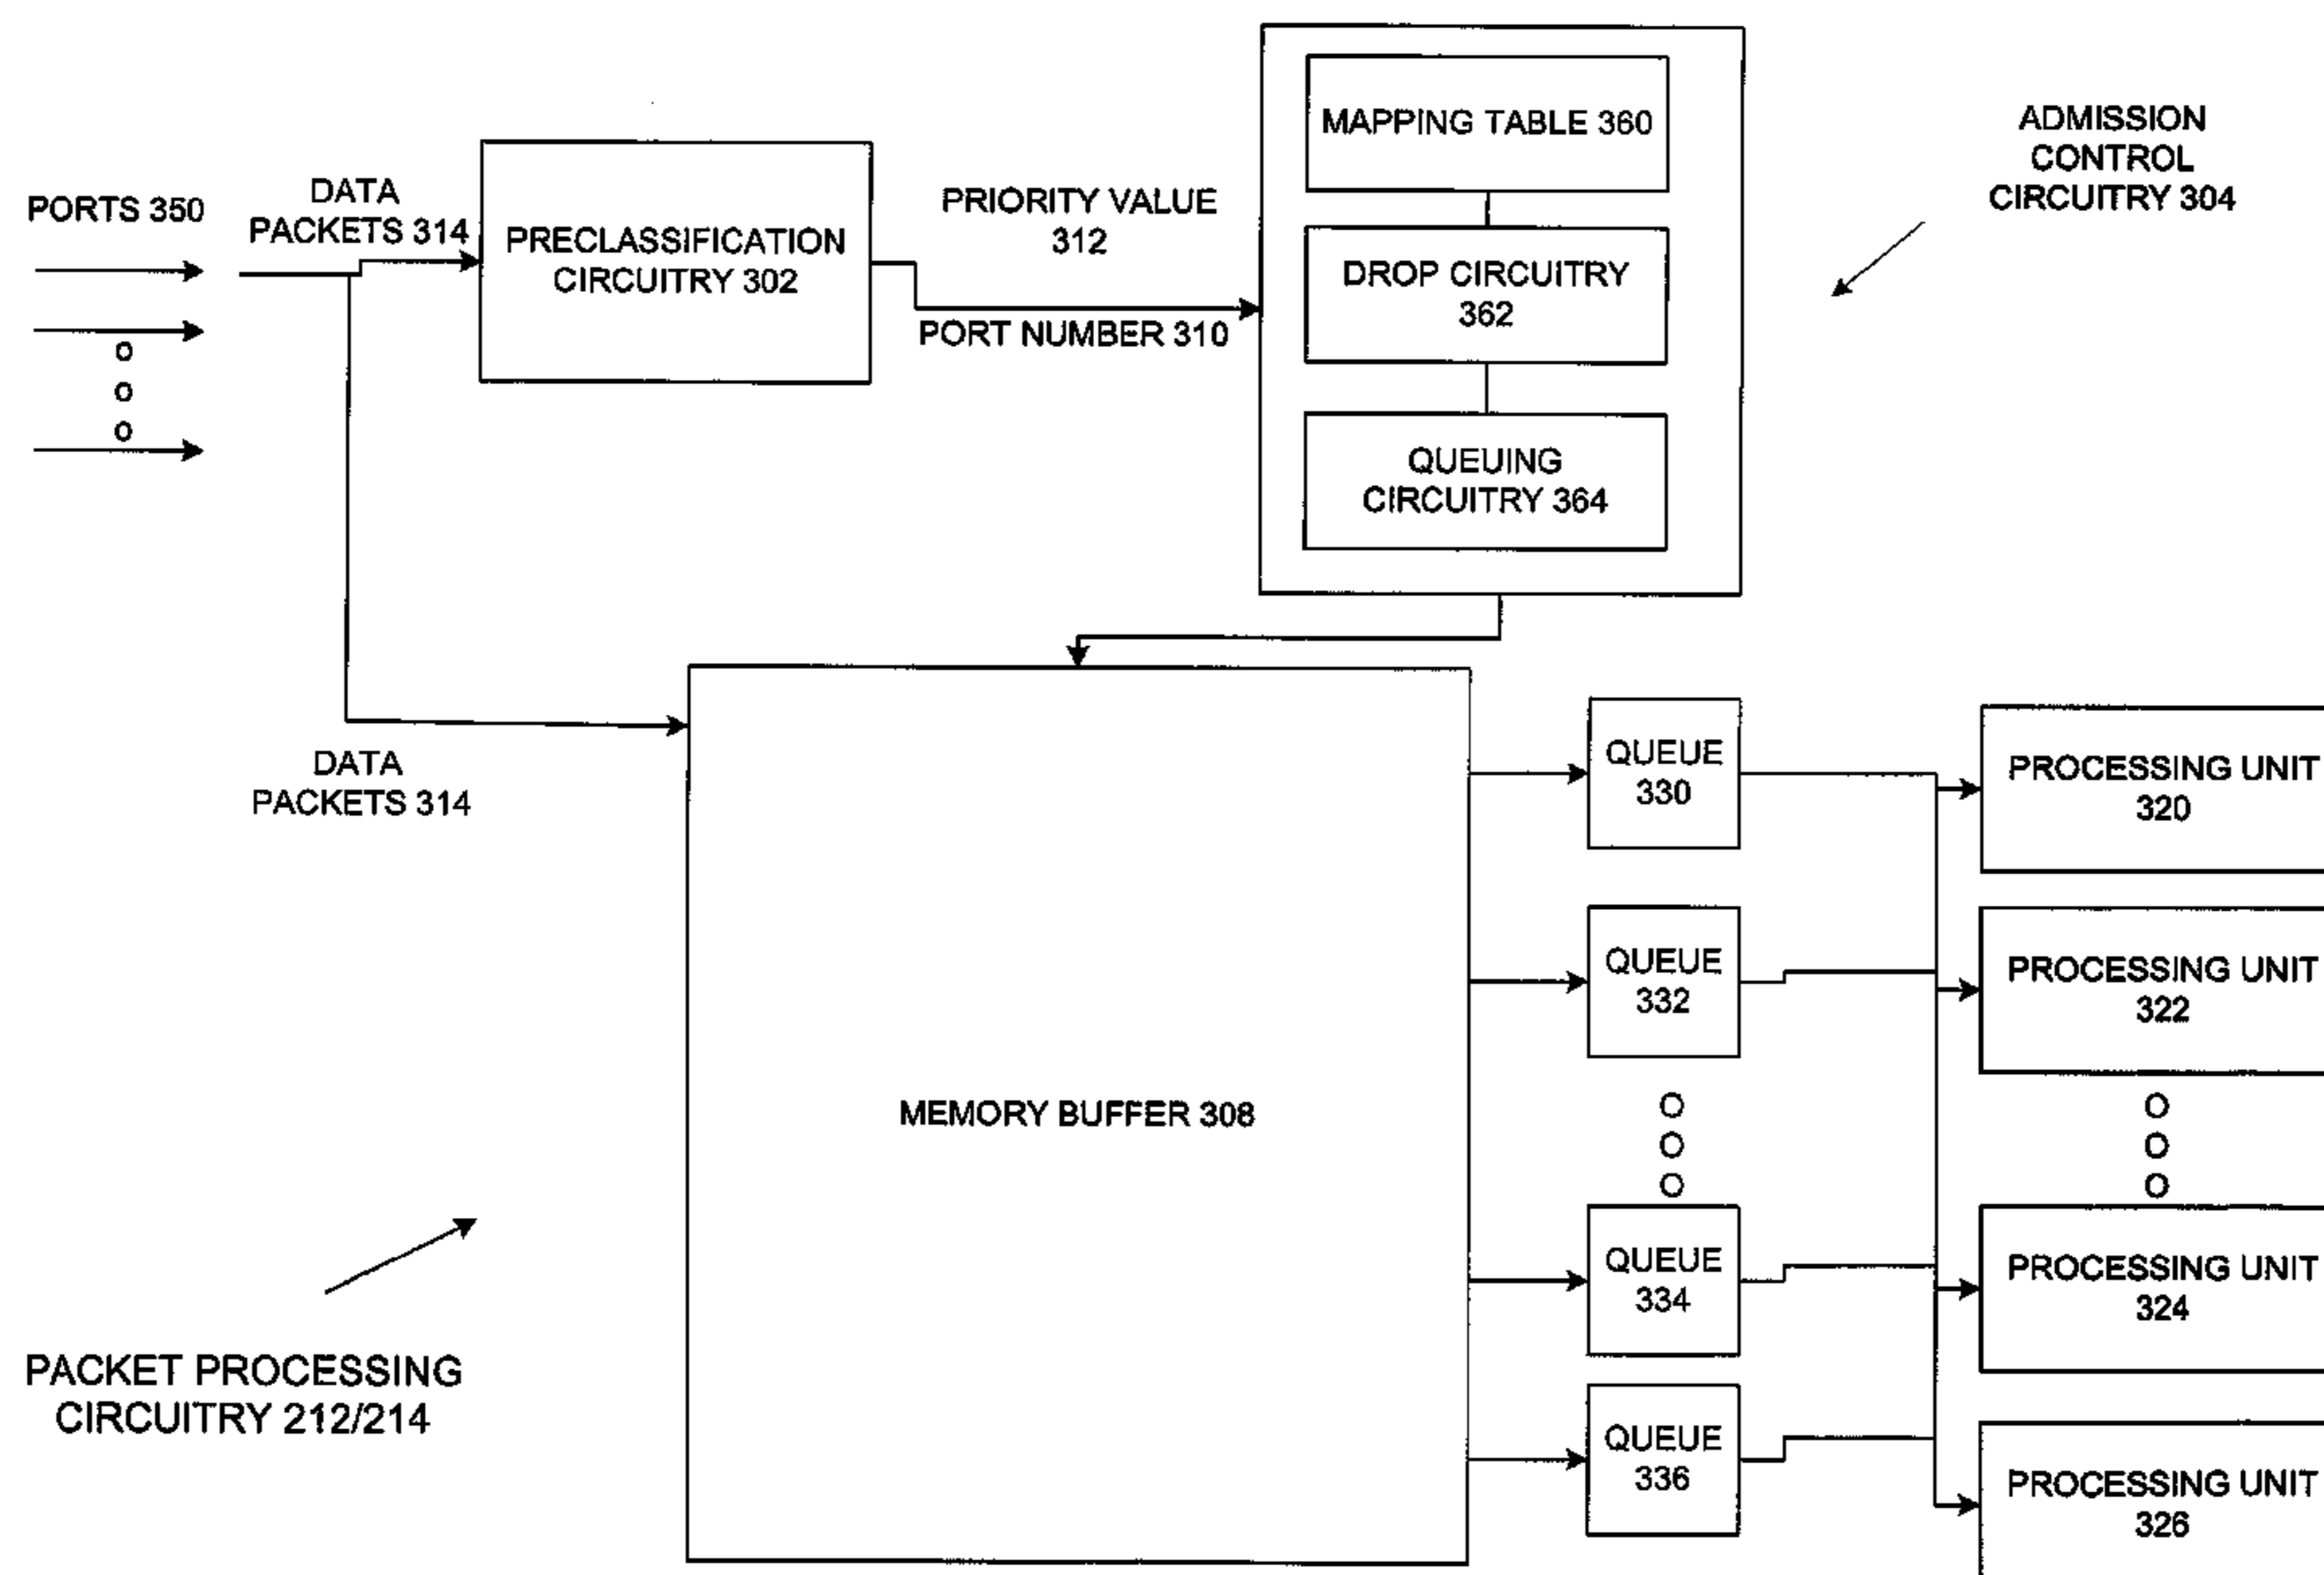 PORTS 350
DATA
PACKETS 314
PRECLASSIFICATION
CIRCUITRY 302
PRIORITY VALUE
312
PORT NUMBER 310
MAPPING TABLE 360
DROP CIRCUITRY
362
QUEUING
CIRCUITRY 364
ADMISSION
CONTROL
CIRCUITRY 304
DATA
PACKETS 314
MEMORY BUFFER 308
QUEUE
330
PROCESSING UNIT
320
QUEUE
332
PROCESSING UNIT
322
QUEUE
334
PROCESSING UNIT
324
QUEUE
336
PROCESSING UNIT
326
PACKET PROCESSING
CIRCUITRY 212/214